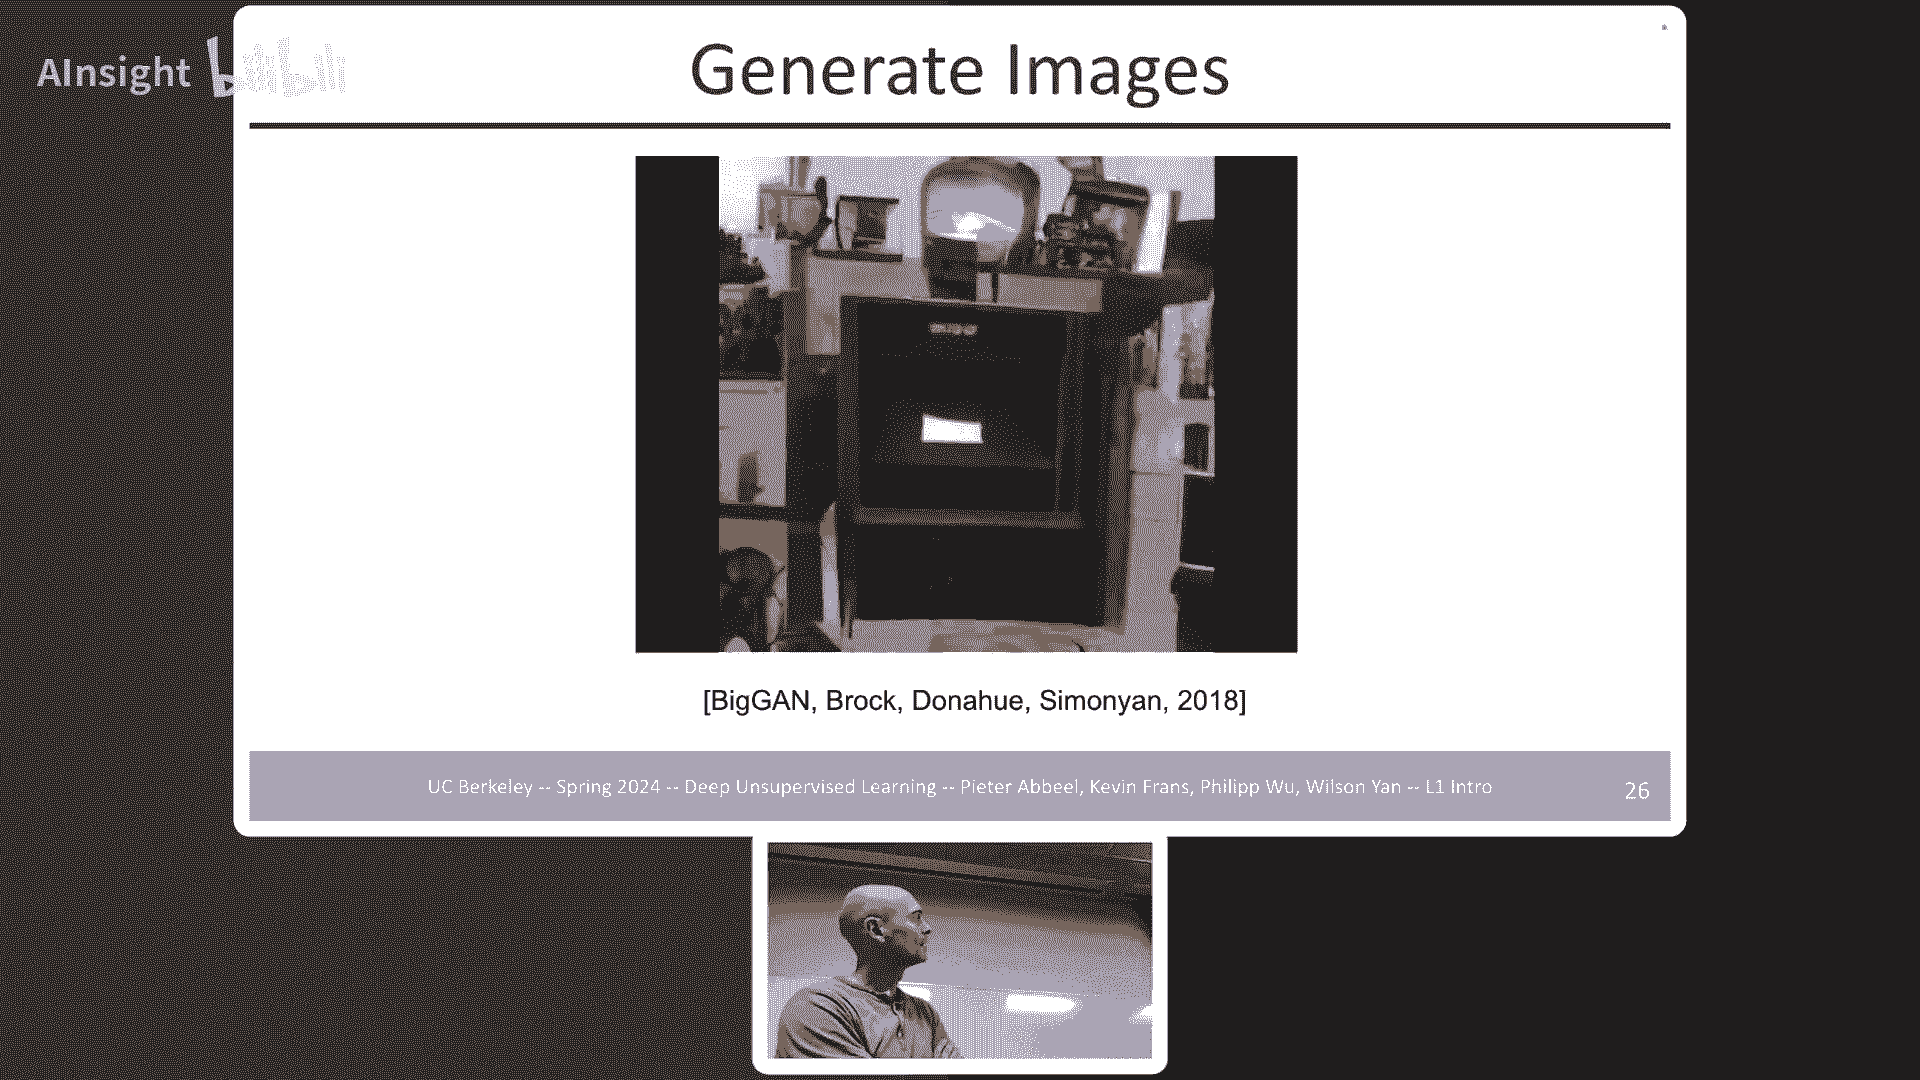 AInsight bilibili
Generate Images
[BigGAN, Brock, Donahue, Simonyan, 2018]
UC Berkeley -- Spring 2024 -- Deep Unsupervised Learning -- Pieter Abbeel, Kevin Frans, Philipp Wu, Wilson Yan -- L1 Intro
26